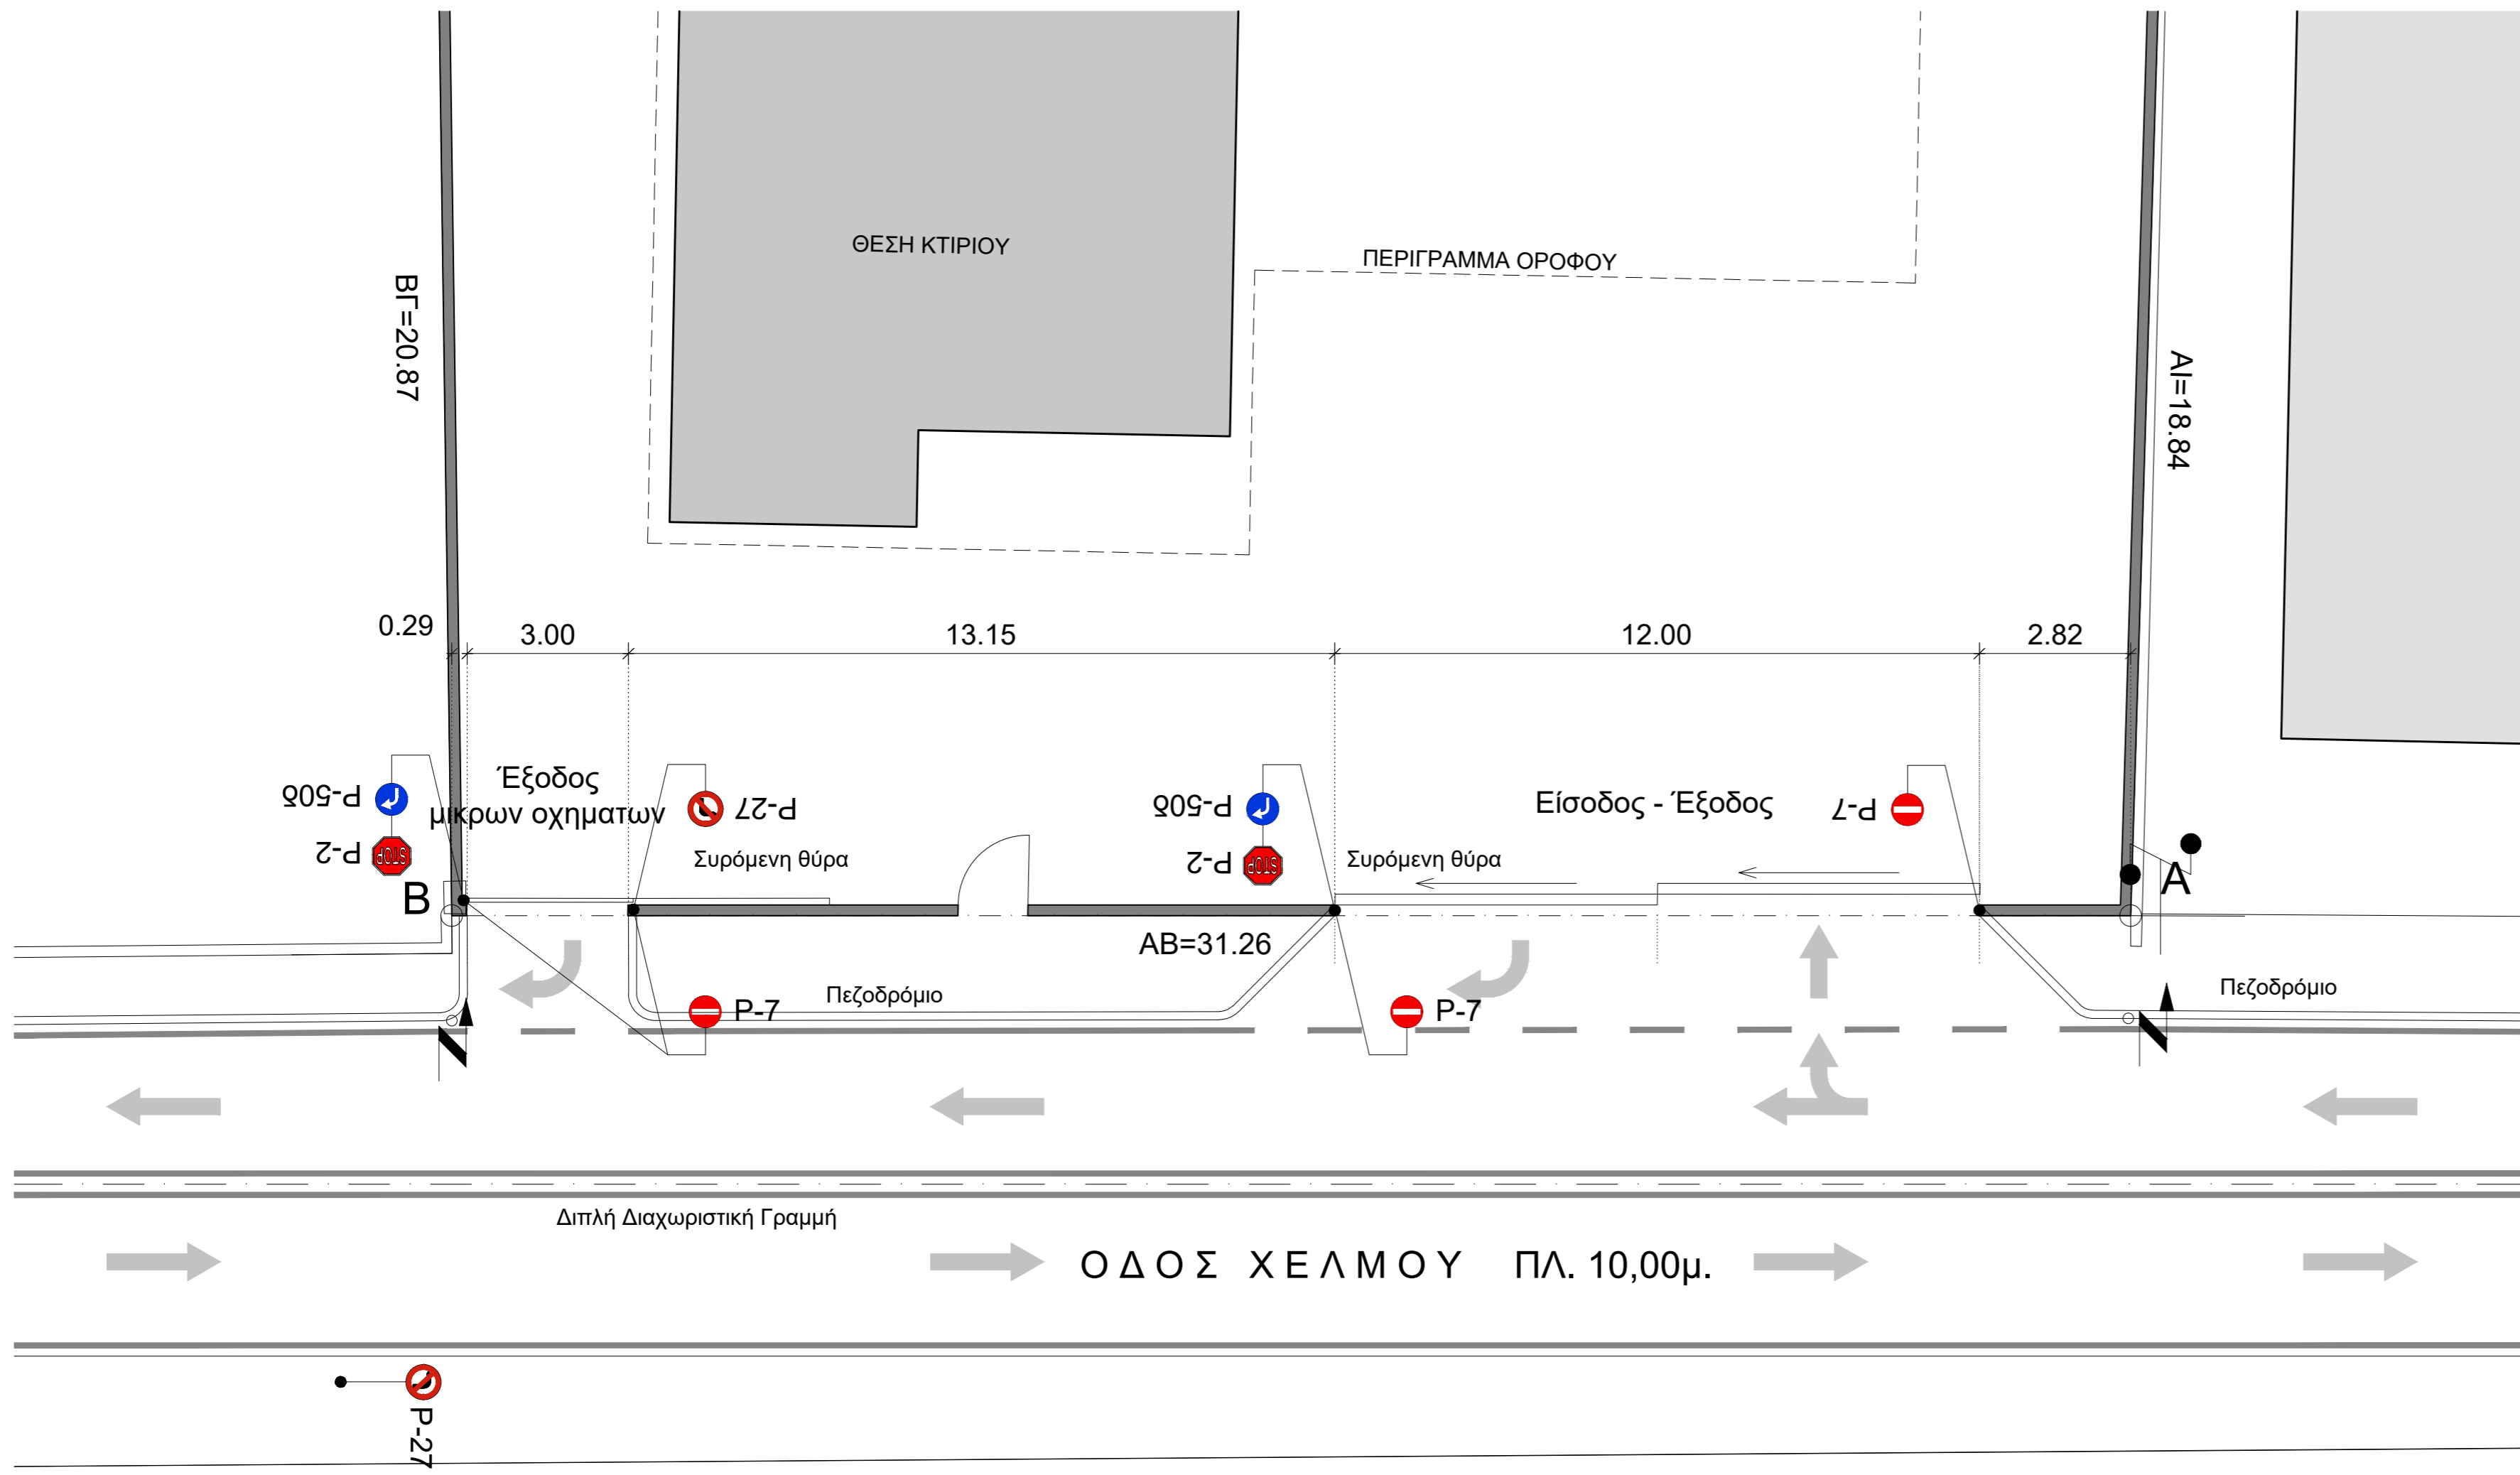 ΘΕΣΗ ΚΤΙΡΙΟΥ
ΠΕΡΙΓΡΑΜΜΑ ΟΡΟΦΟΥ
ΒΓ=20.87
ΑΙ=18.84
0.29
3.00
13.15
12.00
2.82
Έξοδος
μικρων οχηματων
Ρ-50δ
Ρ-2
STOP
Ρ-27
Συρόμενη θύρα
Ρ-50δ
Ρ-2
STOP
Είσοδος - Έξοδος
Συρόμενη θύρα
Ρ-7
Β
Α
ΑΒ=31.26
Πεζοδρόμιο
Ρ-7
Ρ-7
Πεζοδρόμιο
Διπλή Διαχωριστική Γραμμή
ΟΔΟΣ ΧΕΛΜΟΥ ΠΛ. 10,00μ.
Ρ-27